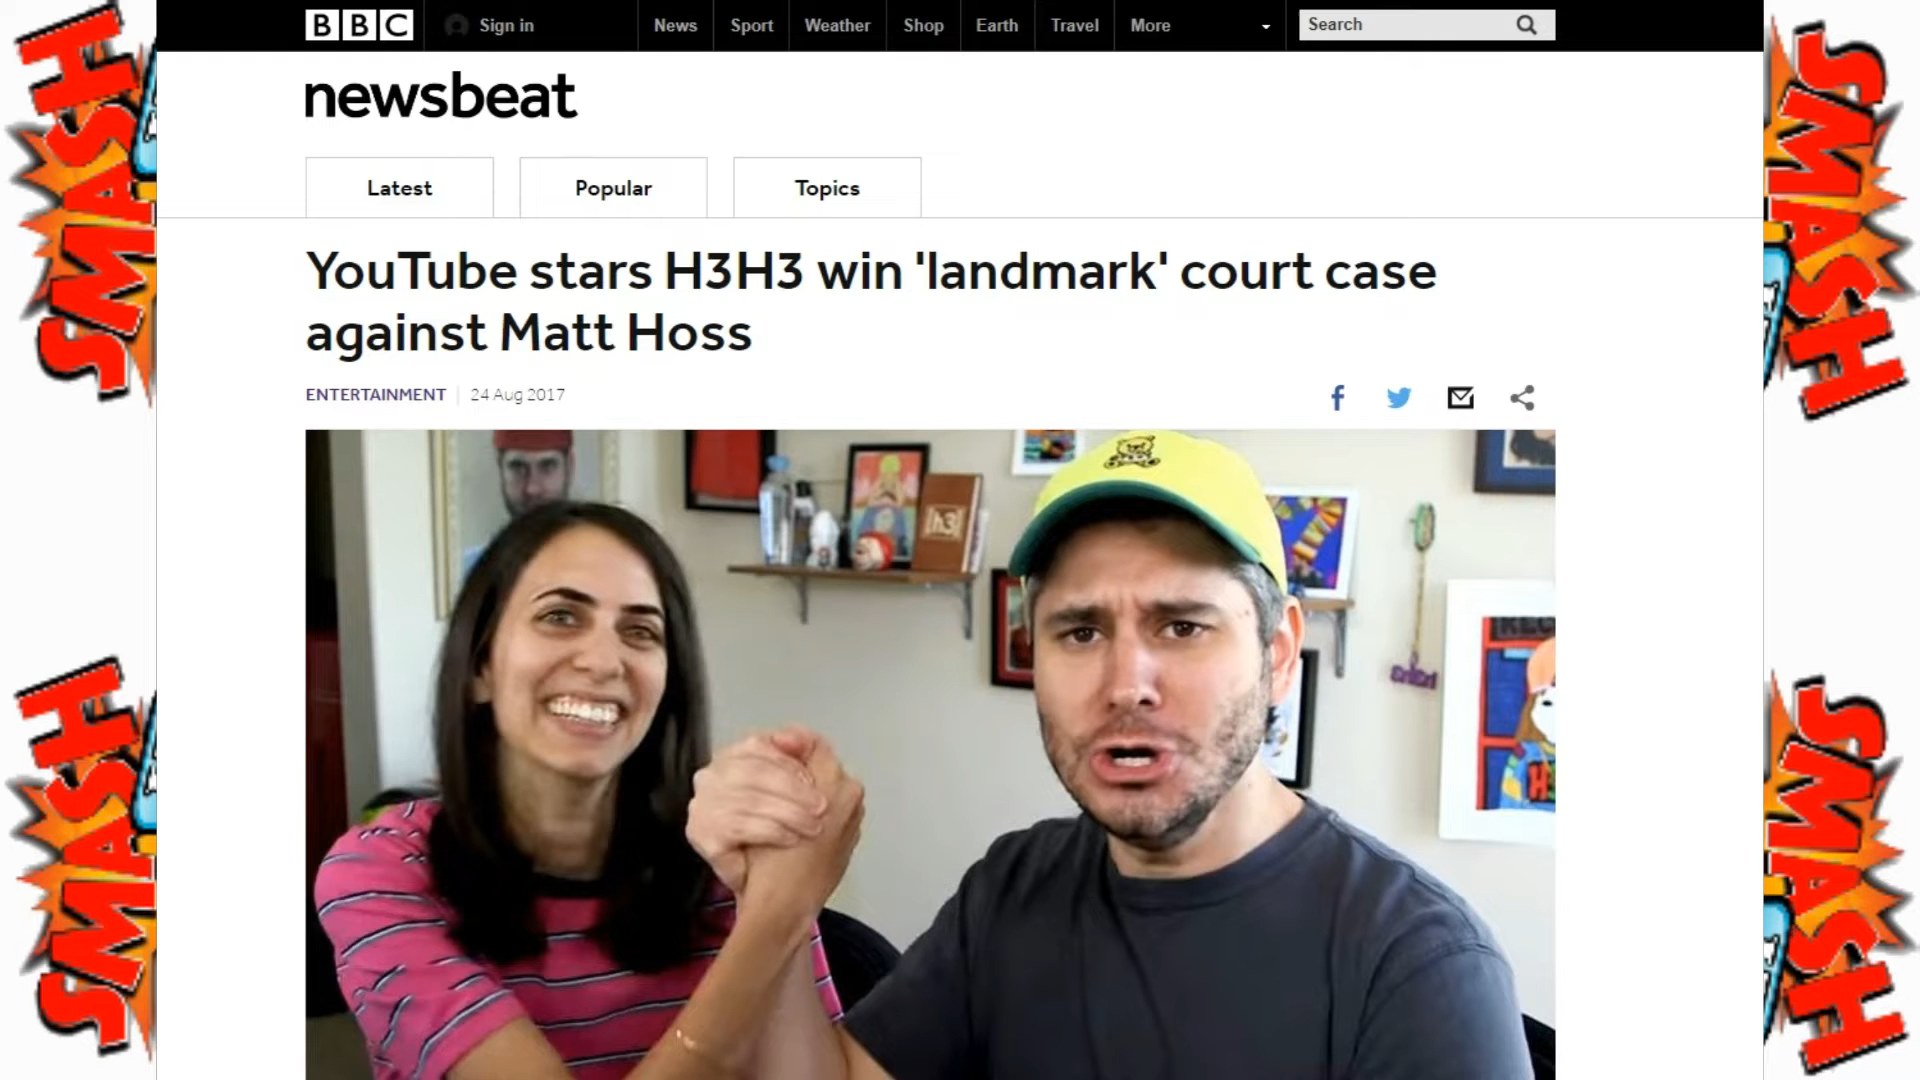 BBC
Sign in
News
Sport
Weather
Shop
Earth
Travel
More
Search
newsbeat
Latest
Popular
Topics
YouTube stars H3H3 win 'landmark' court case
against Matt Hoss
ENTERTAINMENT
24 Aug 2017
h3
SMASH
SMASH
SMASH
SMASH